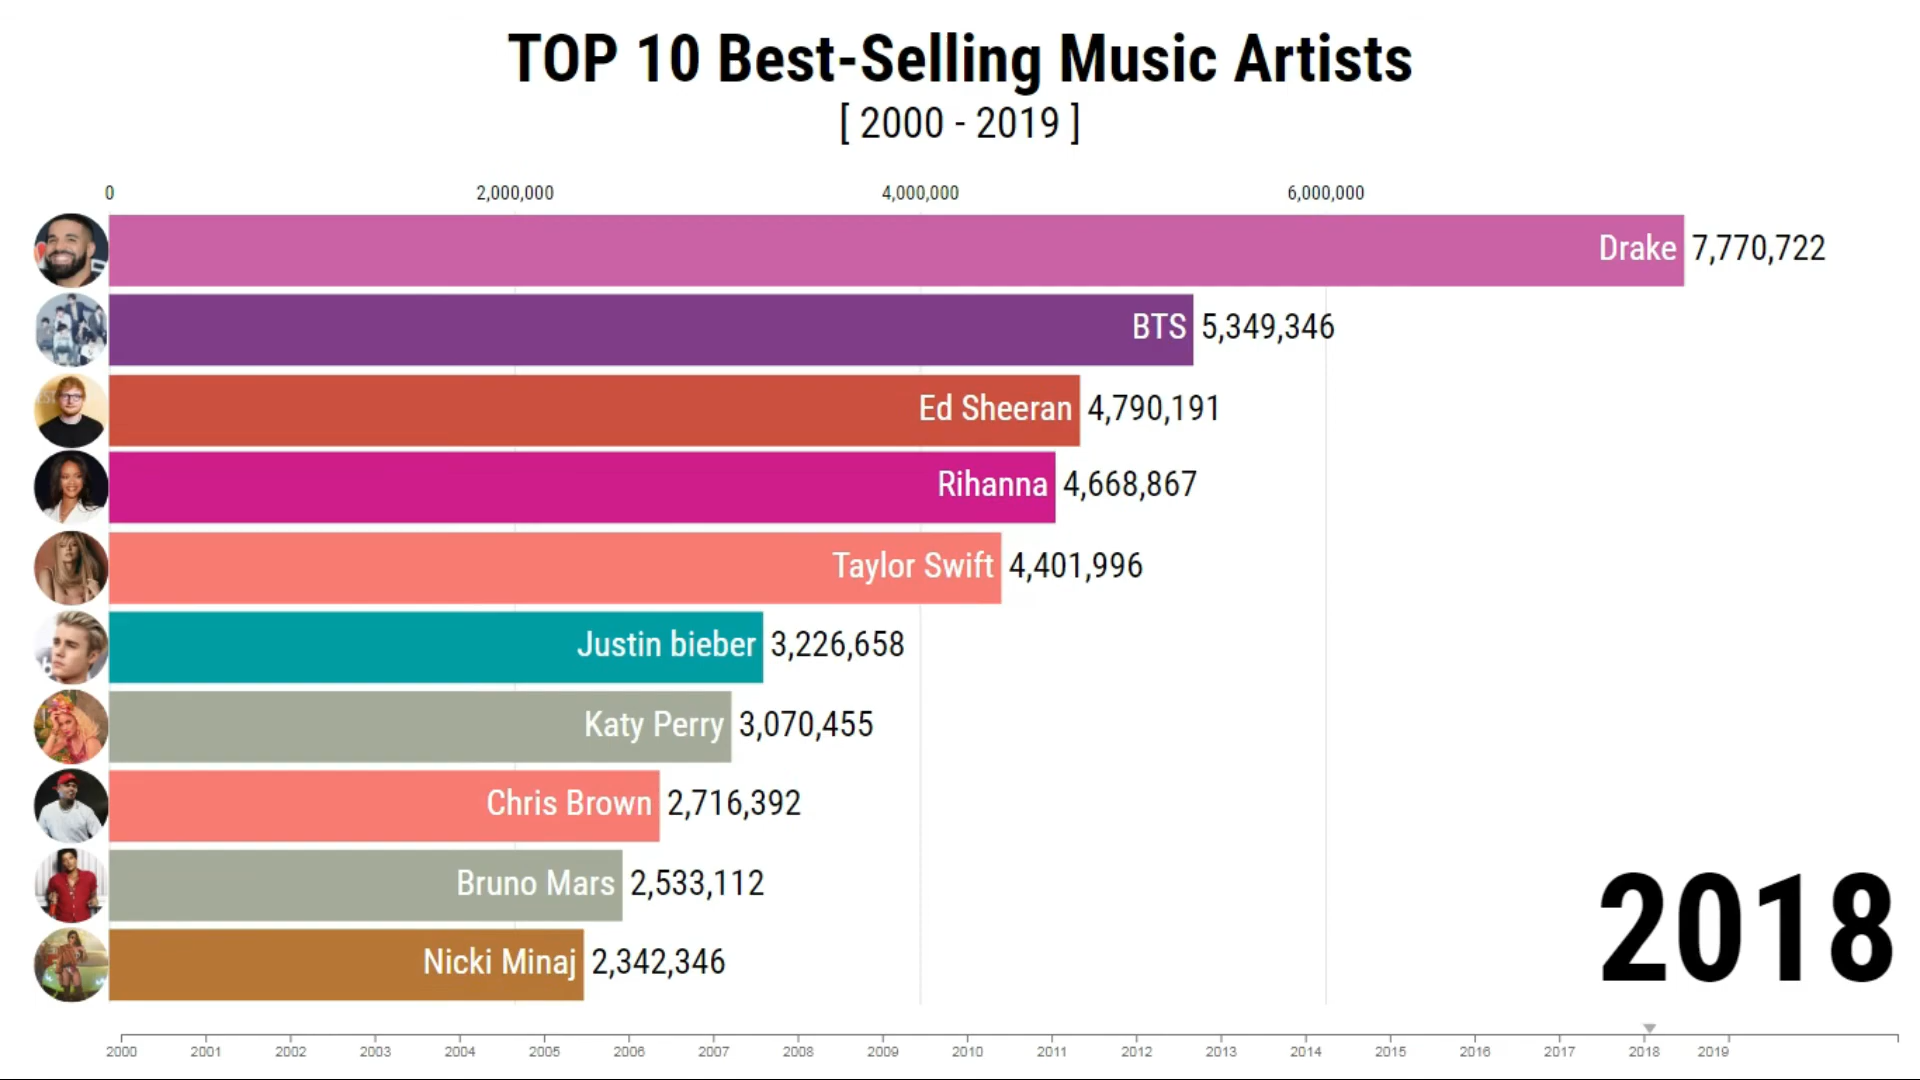 TOP 10 Best-Selling Music Artists
[ 2000 - 2019 ]
0 2,000,000 4,000,000 6,000,000
Drake 7,770,722
BTS 5,349,346
Ed Sheeran 4,790,191
Rihanna 4,668,867
Taylor Swift 4,401,996
Justin bieber 3,226,658
Katy Perry 3,070,455
Chris Brown 2,716,392
Bruno Mars 2,533,112
Nicki Minaj 2,342,346
2018
2000 2001 2002 2003 2004 2005 2006 2007 2008 2009 2010 2011 2012 2013 2014 2015 2016 2017 2018 2019